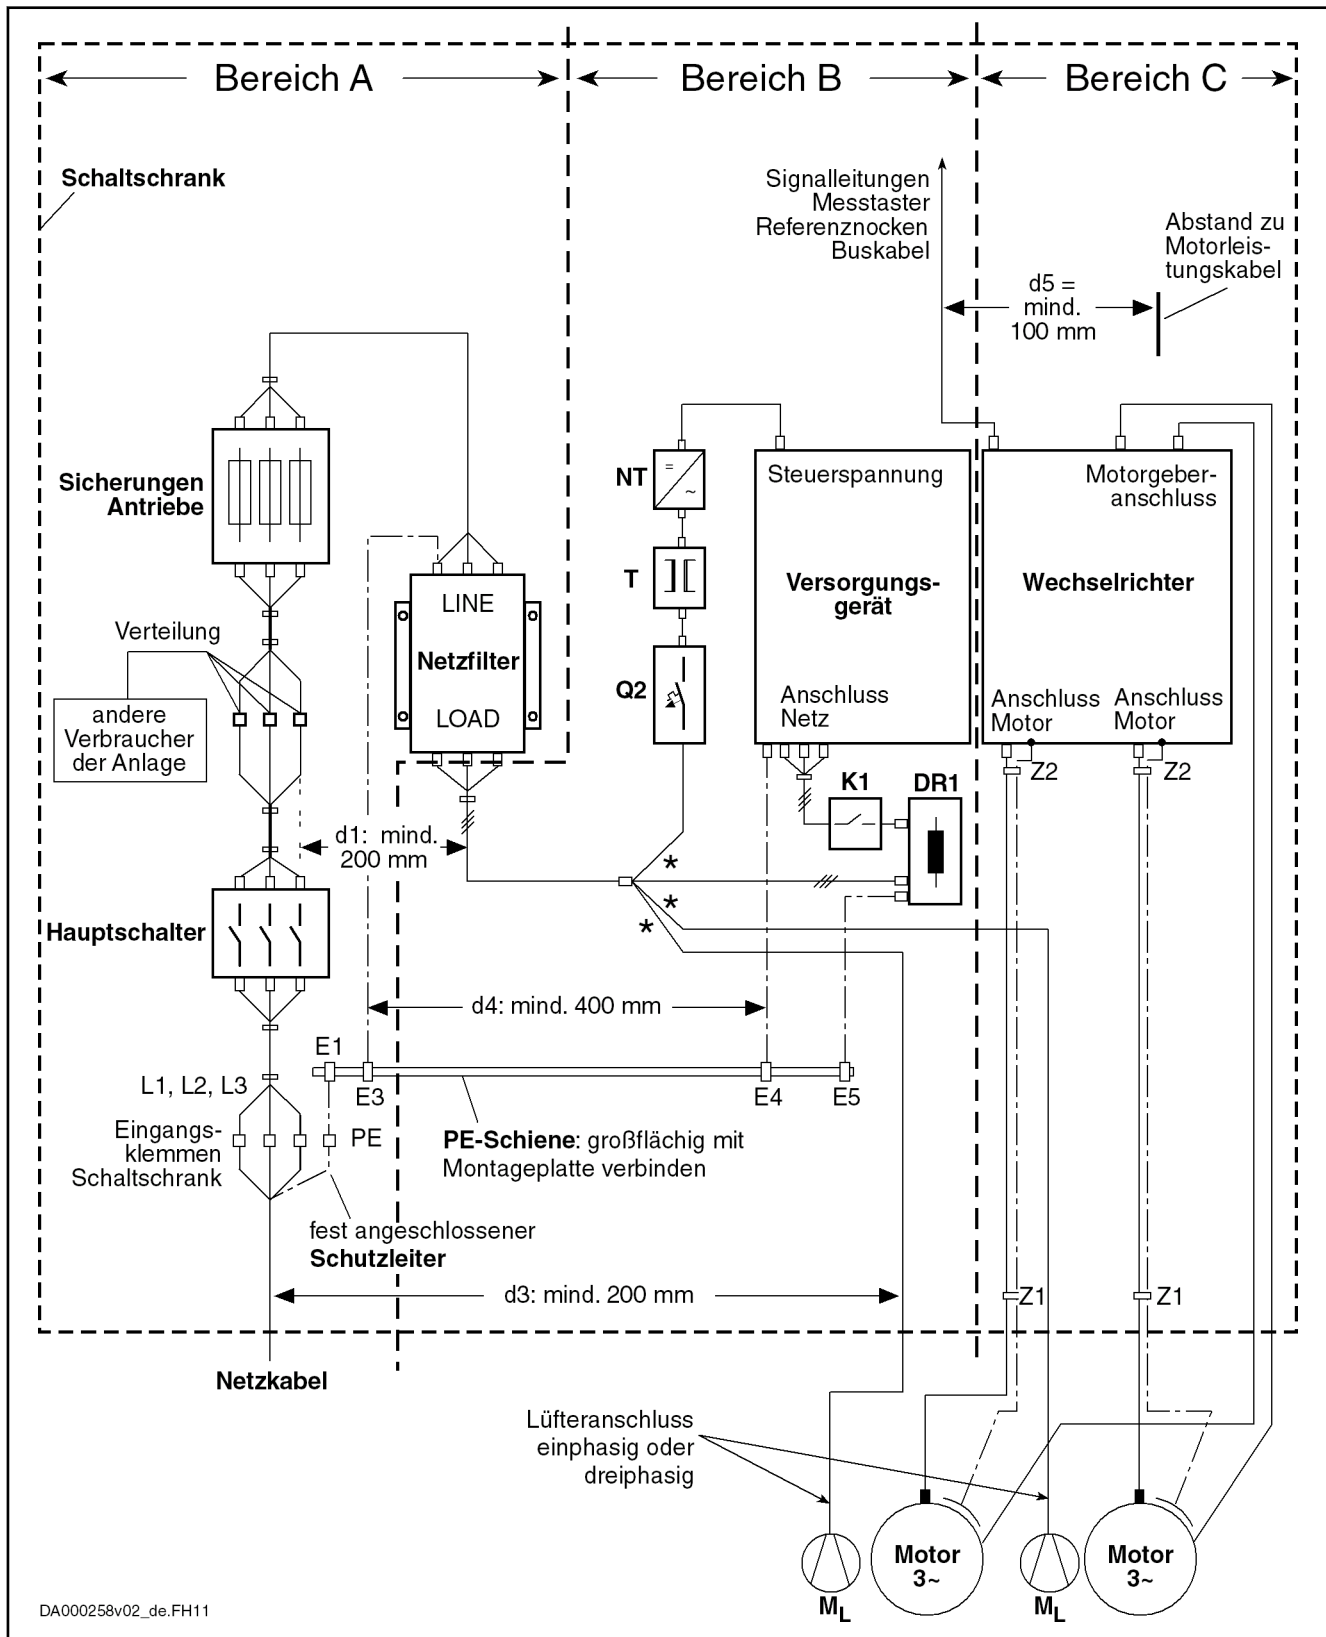 Bereich A
Bereich B
Bereich C
Schaltschrank
Signalleitungen
Messtaster
Referenznocken
Buskabel
Abstand zu
Motorleis-
tungskabel
d5 =
mind.
100 mm
Sicherungen
Antriebe
NT
=
~
Steuerspannung
Motorgeber-
anschluss
T
Versorgungs-
gerät
Wechselrichter
LINE
Netzfilter
LOAD
Verteilung
Q2
Anschluss
Netz
Anschluss
Motor
Anschluss
Motor
andere
Verbraucher
der Anlage
Z2
Z2
K1
DR1
d1: mind.
200 mm
*
*
*
Hauptschalter
d4: mind. 400 mm
E1
L1, L2, L3
E3
E4
E5
Eingangs-
klemmen
Schaltschrank
PE
PE-Schiene: großflächig mit
Montageplatte verbinden
fest angeschlossener
Schutzleiter
d3: mind. 200 mm
Z1
Z1
Netzkabel
Lüfteranschluss
einphasig oder
dreiphasig
Motor
3~
Motor
3~
ML
ML
DA000258v02_de.FH11